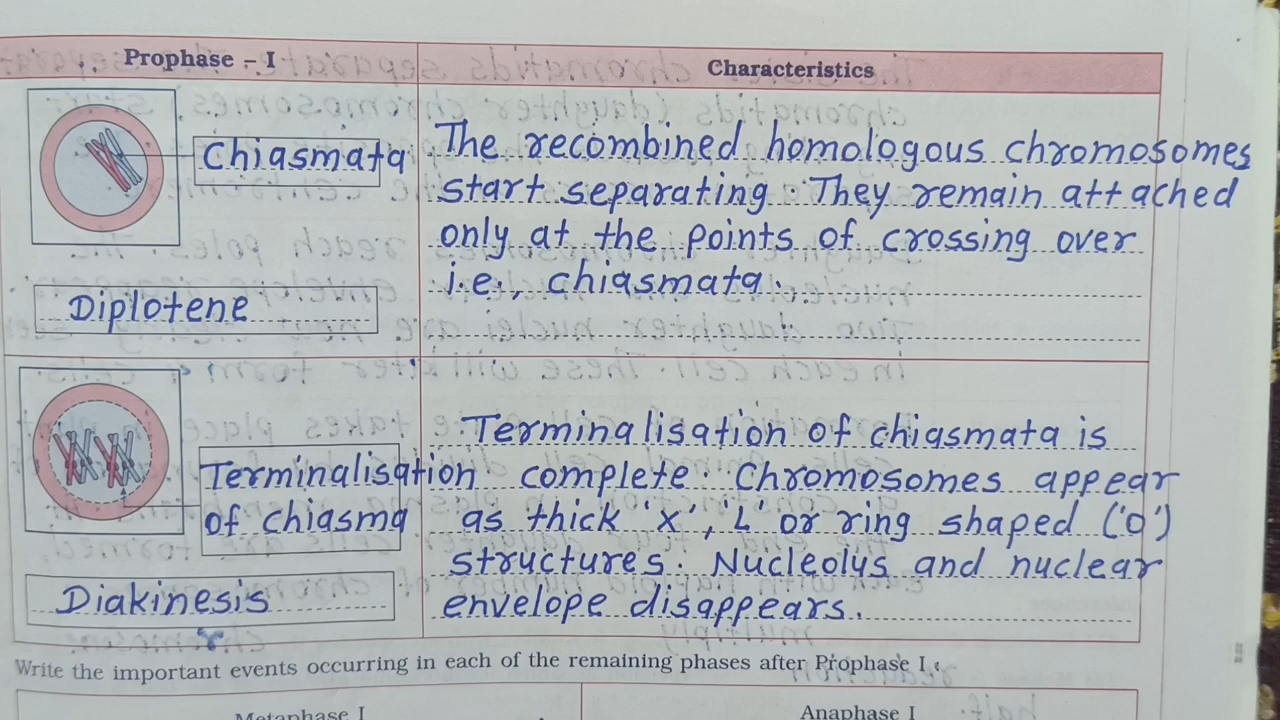 Prophase – I
Characteristics
Chiasmata
The recombined homologous chromosomes
start separating. They remain attached
only at the points of crossing over
i.e., chiasmata.
Diplotene
Terminalisation
of chiasma
Terminalisation of chiasmata is
complete. Chromosomes appear
as thick 'x', 'L' or ring shaped ('O')
structures. Nucleolys and nuclear
envelope disappears.
Diakinesis
Write the important events occurring in each of the remaining phases after Prophase I.
Metaphase I
Anaphase I